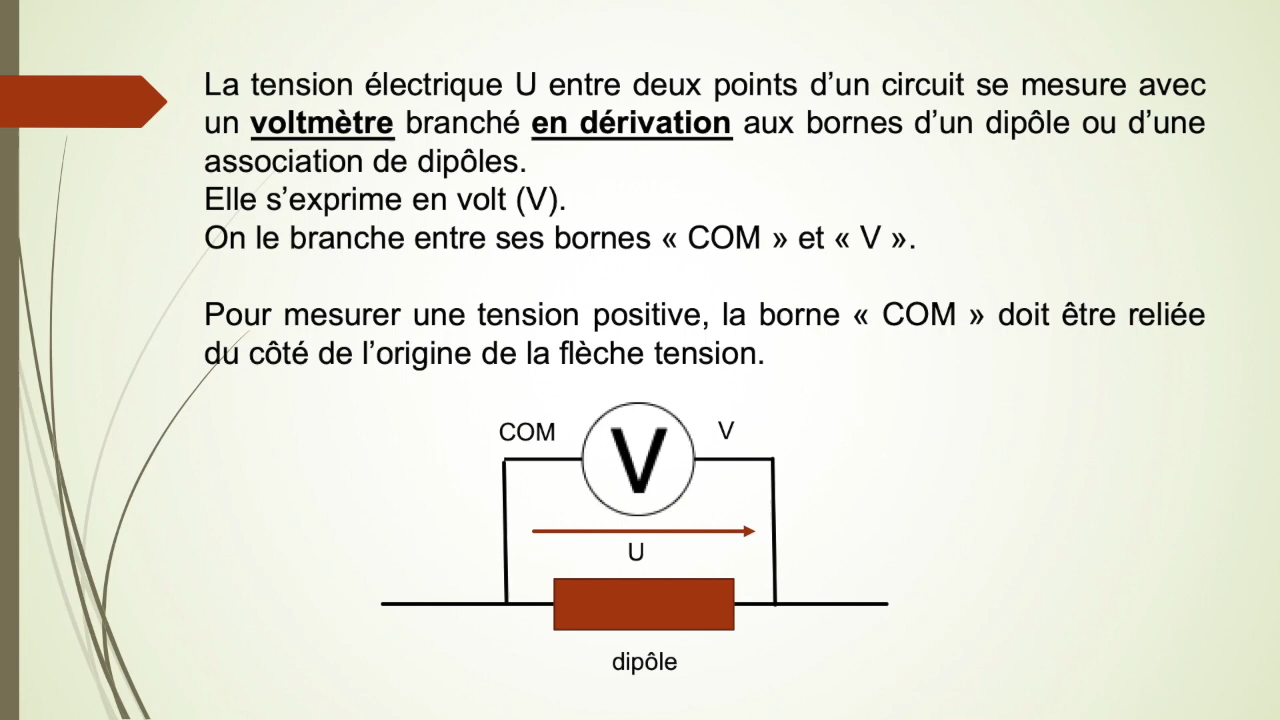 La tension électrique U entre deux points d’un circuit se mesure avec
un voltmètre branché en dérivation aux bornes d’un dipôle ou d’une
association de dipôles.
Elle s’exprime en volt (V).
On le branche entre ses bornes « COM » et « V ».
Pour mesurer une tension positive, la borne « COM » doit être reliée
du côté de l’origine de la flèche tension.
COM V V
U
dipôle